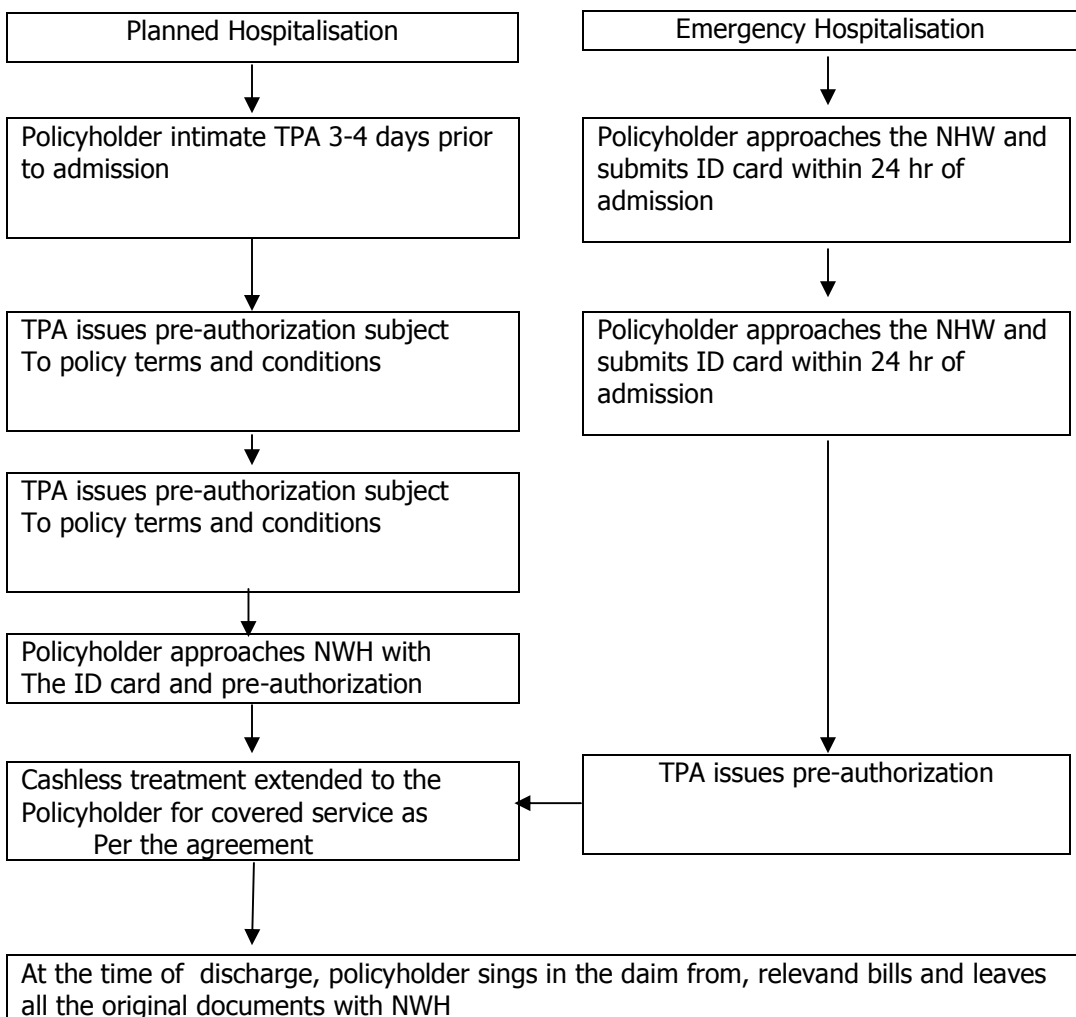 Planned Hospitalisation
Policyholder intimate TPA 3-4 days prior
to admission
TPA issues pre-authorization subject
To policy terms and conditions
TPA issues pre-authorization subject
To policy terms and conditions
Policyholder approaches NWH with
The ID card and pre-authorization
Cashless treatment extended to the
Policyholder for covered service as
Per the agreement
Emergency Hospitalisation
Policyholder approaches the NHW and
submits ID card within 24 hr of
admission
Policyholder approaches the NHW and
submits ID card within 24 hr of
admission
TPA issues pre-authorization
At the time of discharge, policyholder sings in the daim from, relevand bills and leaves
all the original documents with NWH